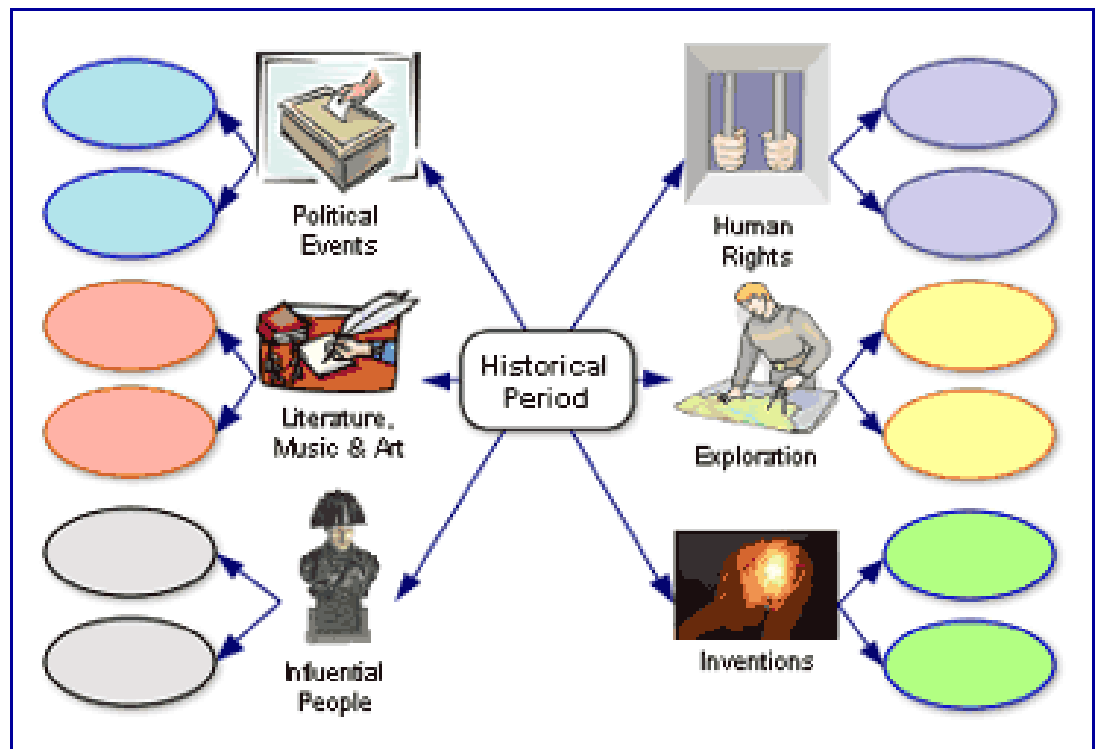 Political
Events
Human
Rights
Historical
Period
Literature,
Music & Art
Exploration
Influential
People
Inventions